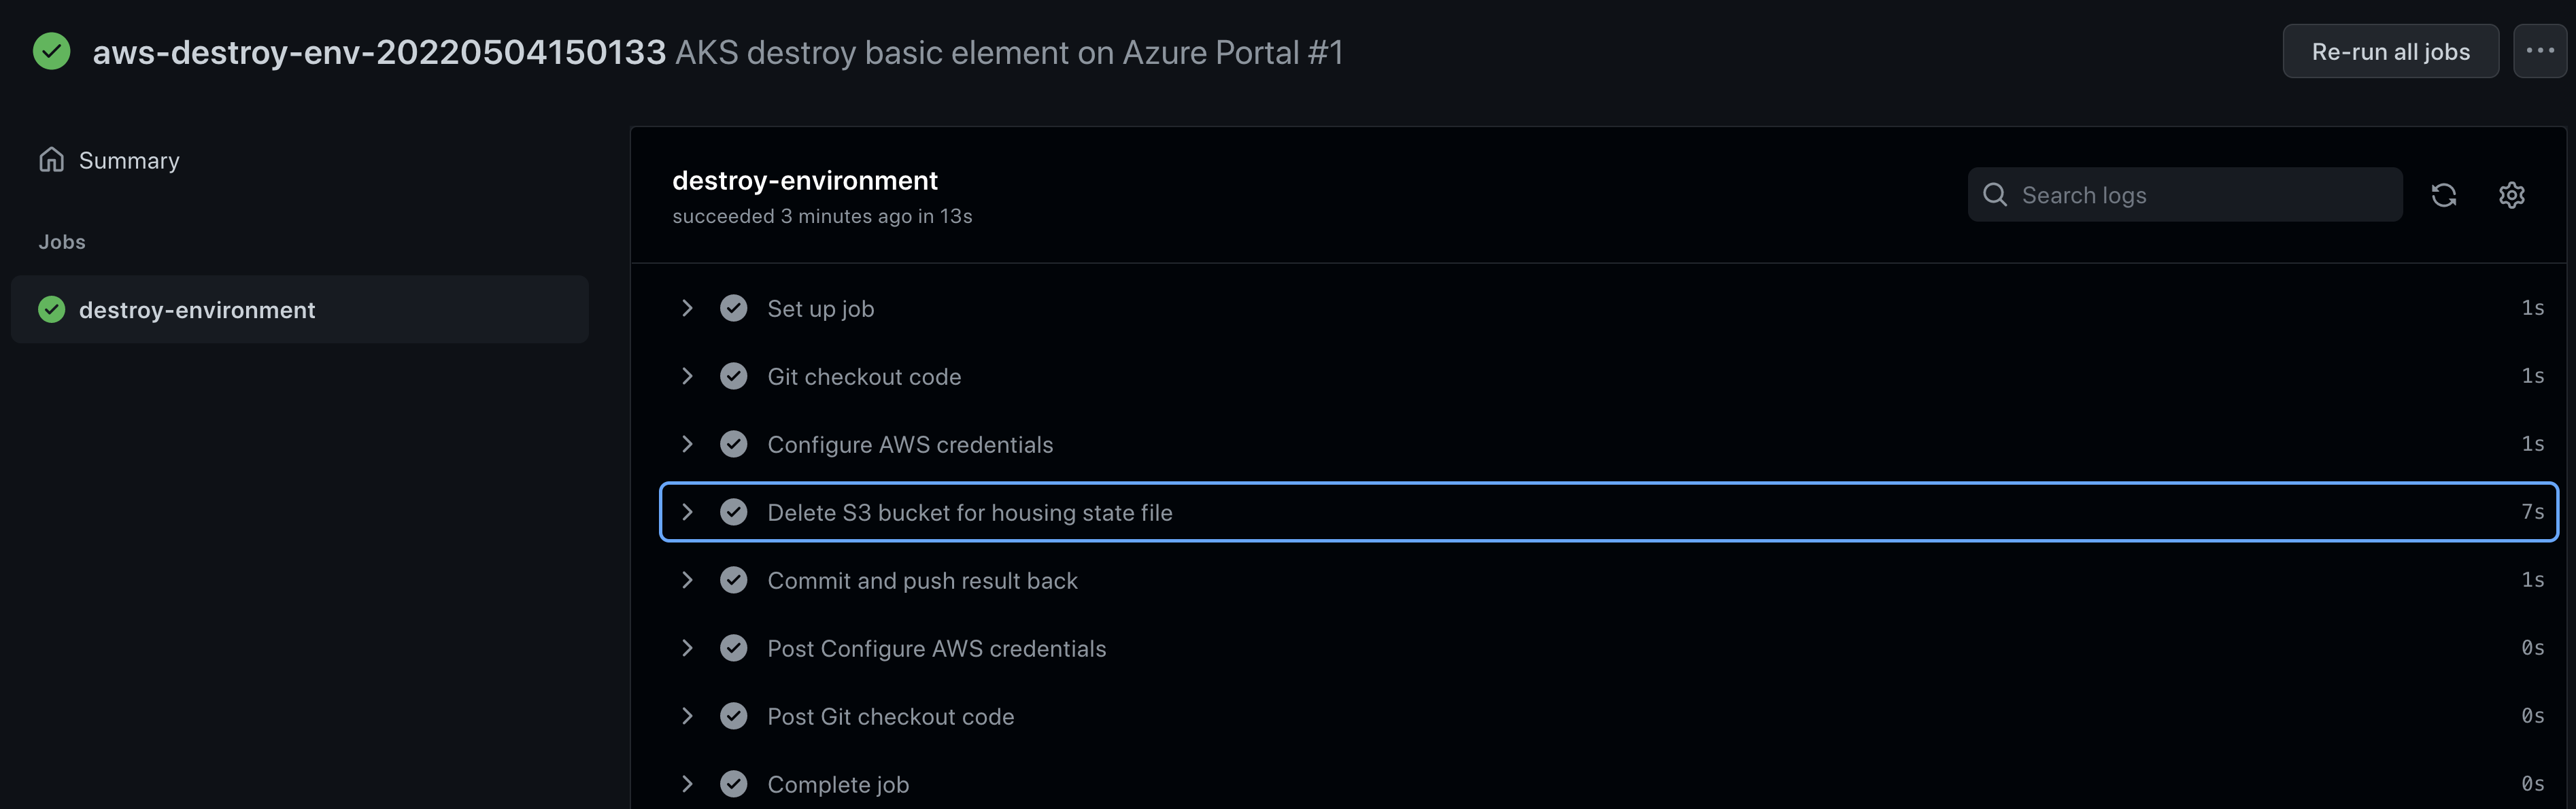 aws-destroy-env-20220504150133 AKS destroy basic element on Azure Portal #1
Re-run all jobs
Summary
Jobs
destroy-environment
destroy-environment
succeeded 3 minutes ago in 13s
Search logs
Set up job 1s
Git checkout code 1s
Configure AWS credentials 1s
Delete S3 bucket for housing state file 7s
Commit and push result back 1s
Post Configure AWS credentials 0s
Post Git checkout code 0s
Complete job 0s